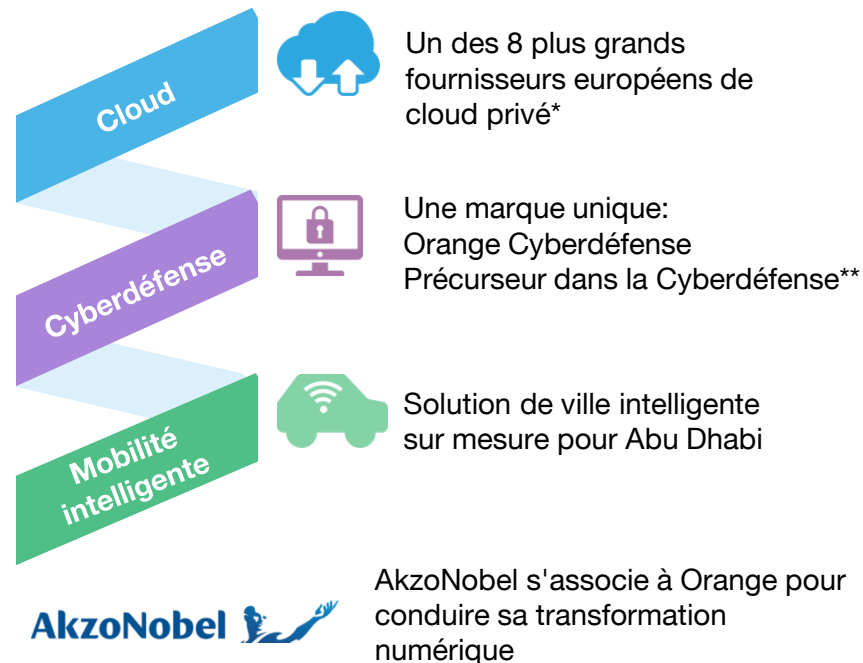 Cloud
Un des 8 plus grands
fournisseurs européens de
cloud privé*
Cyberdéfense
Une marque unique:
Orange Cyberdéfense
Précurseur dans la Cyberdéfense**
Mobilité
intelligente
Solution de ville intelligente
sur mesure pour Abu Dhabi
AkzoNobel
AkzoNobel s'associe à Orange pour
conduire sa transformation
numérique